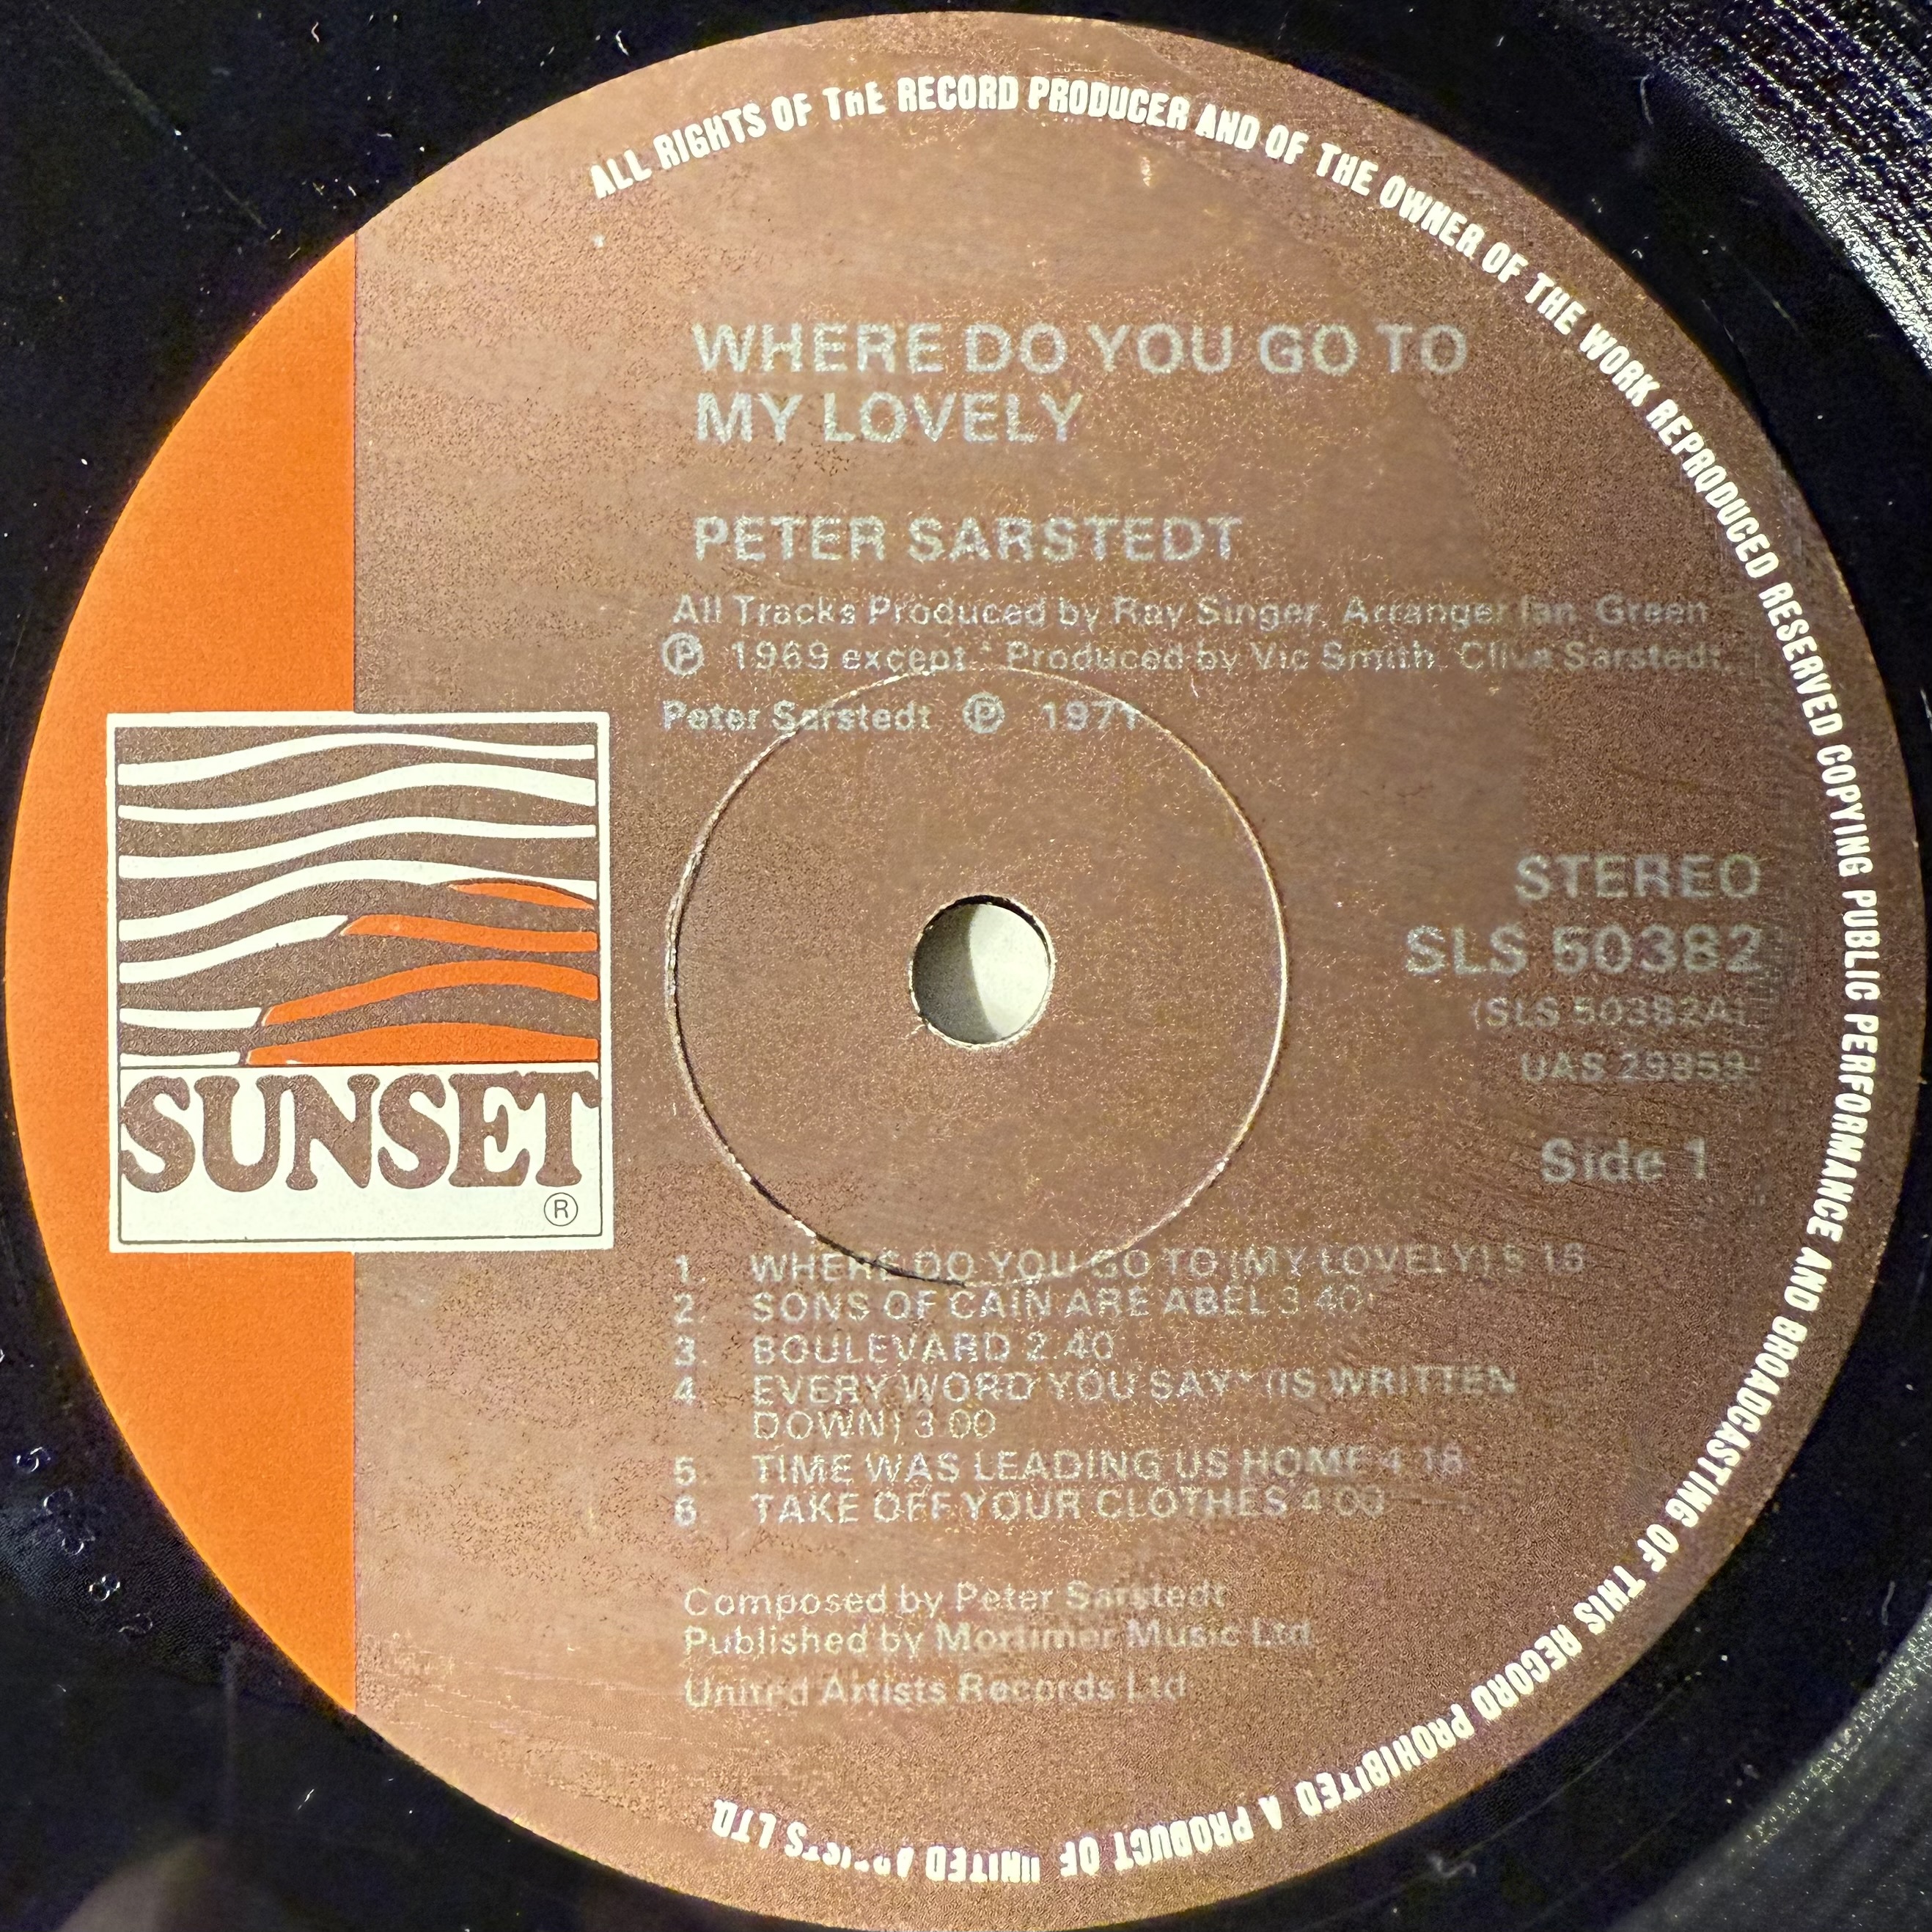 ALL RIGHTS OF THE RECORD PRODUCER AND OF THE OWNER OF THE WORK REPRODUCED RESERVED COPYING PUBLIC PERFORMANCE AND BROADCASTING OF THIS RECORD PROHIBITED A PRODUCT OF UNITED ARTISTS LTD.
WHERE DO YOU GO TO
MY LOVELY
PETER SARSTEDT
All Tracks Produced by Ray Singer. Arranger Ian Green
℗ 1969 except * Produced by Vic Smith. Clive Sarstedt.
Peter Sarstedt ℗ 1971
SUNSET
®
STEREO
SLS 50382
(SLS 50382A)
UAS 29959
Side 1
1. WHERE DO YOU GO TO (MY LOVELY)
2. SONS OF CAIN ARE ABEL 3.40
3. BOULEVARD 2.40
4. EVERY WORD YOU SAY* (IS WRITTEN
DOWN) 3.00
5. TIME WAS LEADING US HOME
6. TAKE OFF YOUR CLOTHES 4.00
Composed by Peter Sarstedt
Published by Mortimer Music Ltd.
United Artists Records Ltd